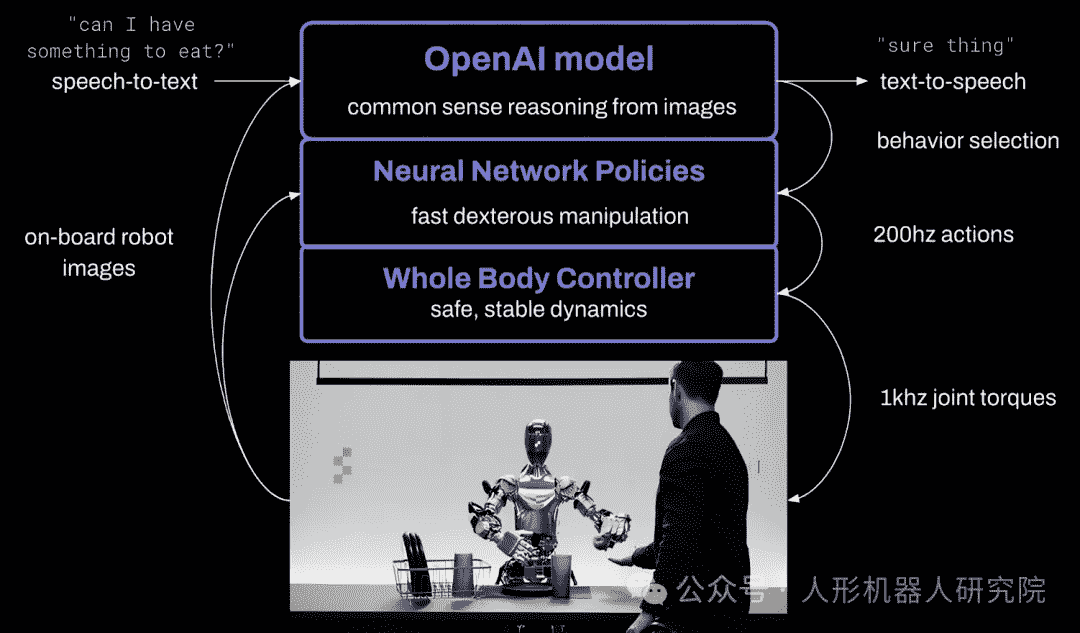 "can I have
something to eat?"
speech-to-text
OpenAI model
common sense reasoning from images
"sure thing"
text-to-speech
behavior selection
Neural Network Policies
fast dexterous manipulation
on-board robot
images
200hz actions
Whole Body Controller
safe, stable dynamics
1khz joint torques
公众号 · 人形机器人研究院